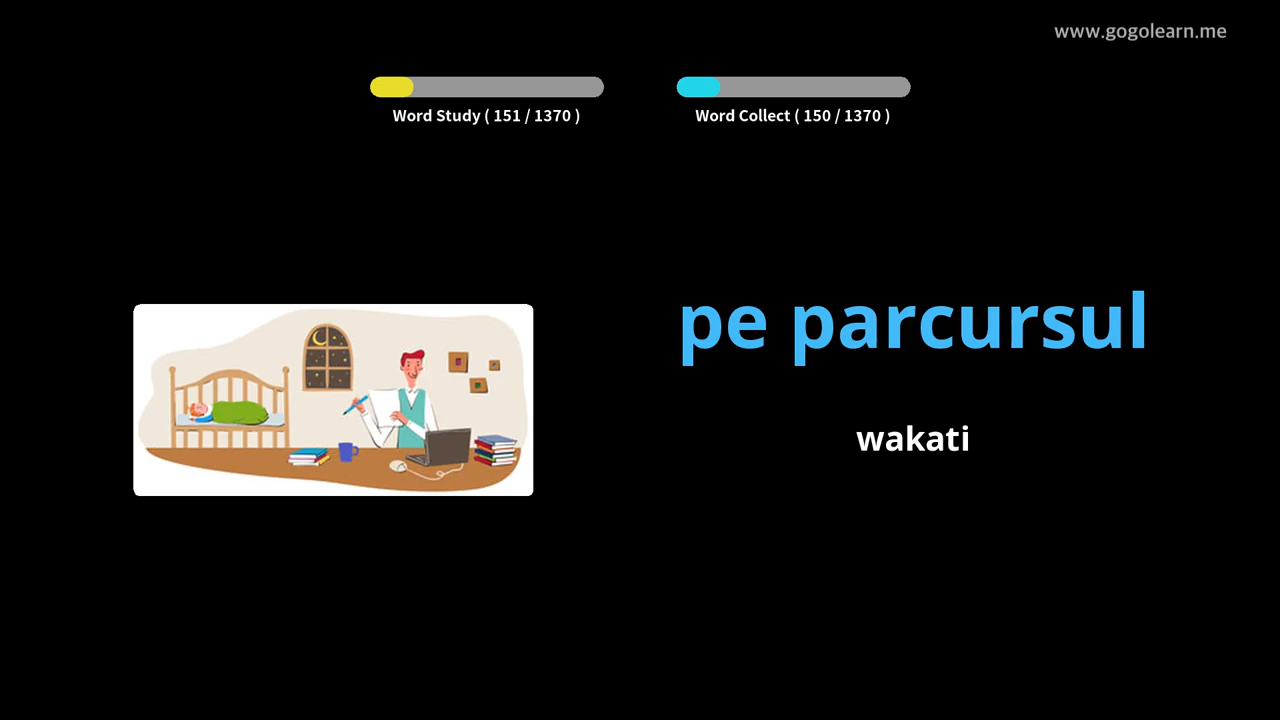 www.gogolearn.me
Word Study ( 151 / 1370 )
Word Collect ( 150 / 1370 )
pe parcursul
wakati